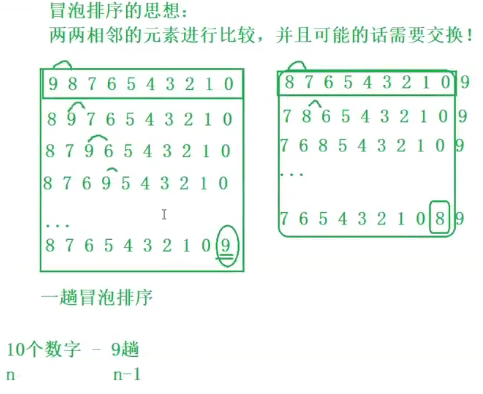 冒泡排序的思想：
两两相邻的元素进行比较，并且可能的话需要交换！
9 8 7 6 5 4 3 2 1 0
8 9 7 6 5 4 3 2 1 0
8 7 9 6 5 4 3 2 1 0
8 7 6 9 5 4 3 2 1 0
...
8 7 6 5 4 3 2 1 0 9
一趟冒泡排序
8 7 6 5 4 3 2 1 0 9
7 8 6 5 4 3 2 1 0 9
7 6 8 5 4 3 2 1 0 9
...
7 6 5 4 3 2 1 0 8 9
10个数字 - 9趟
n n-1